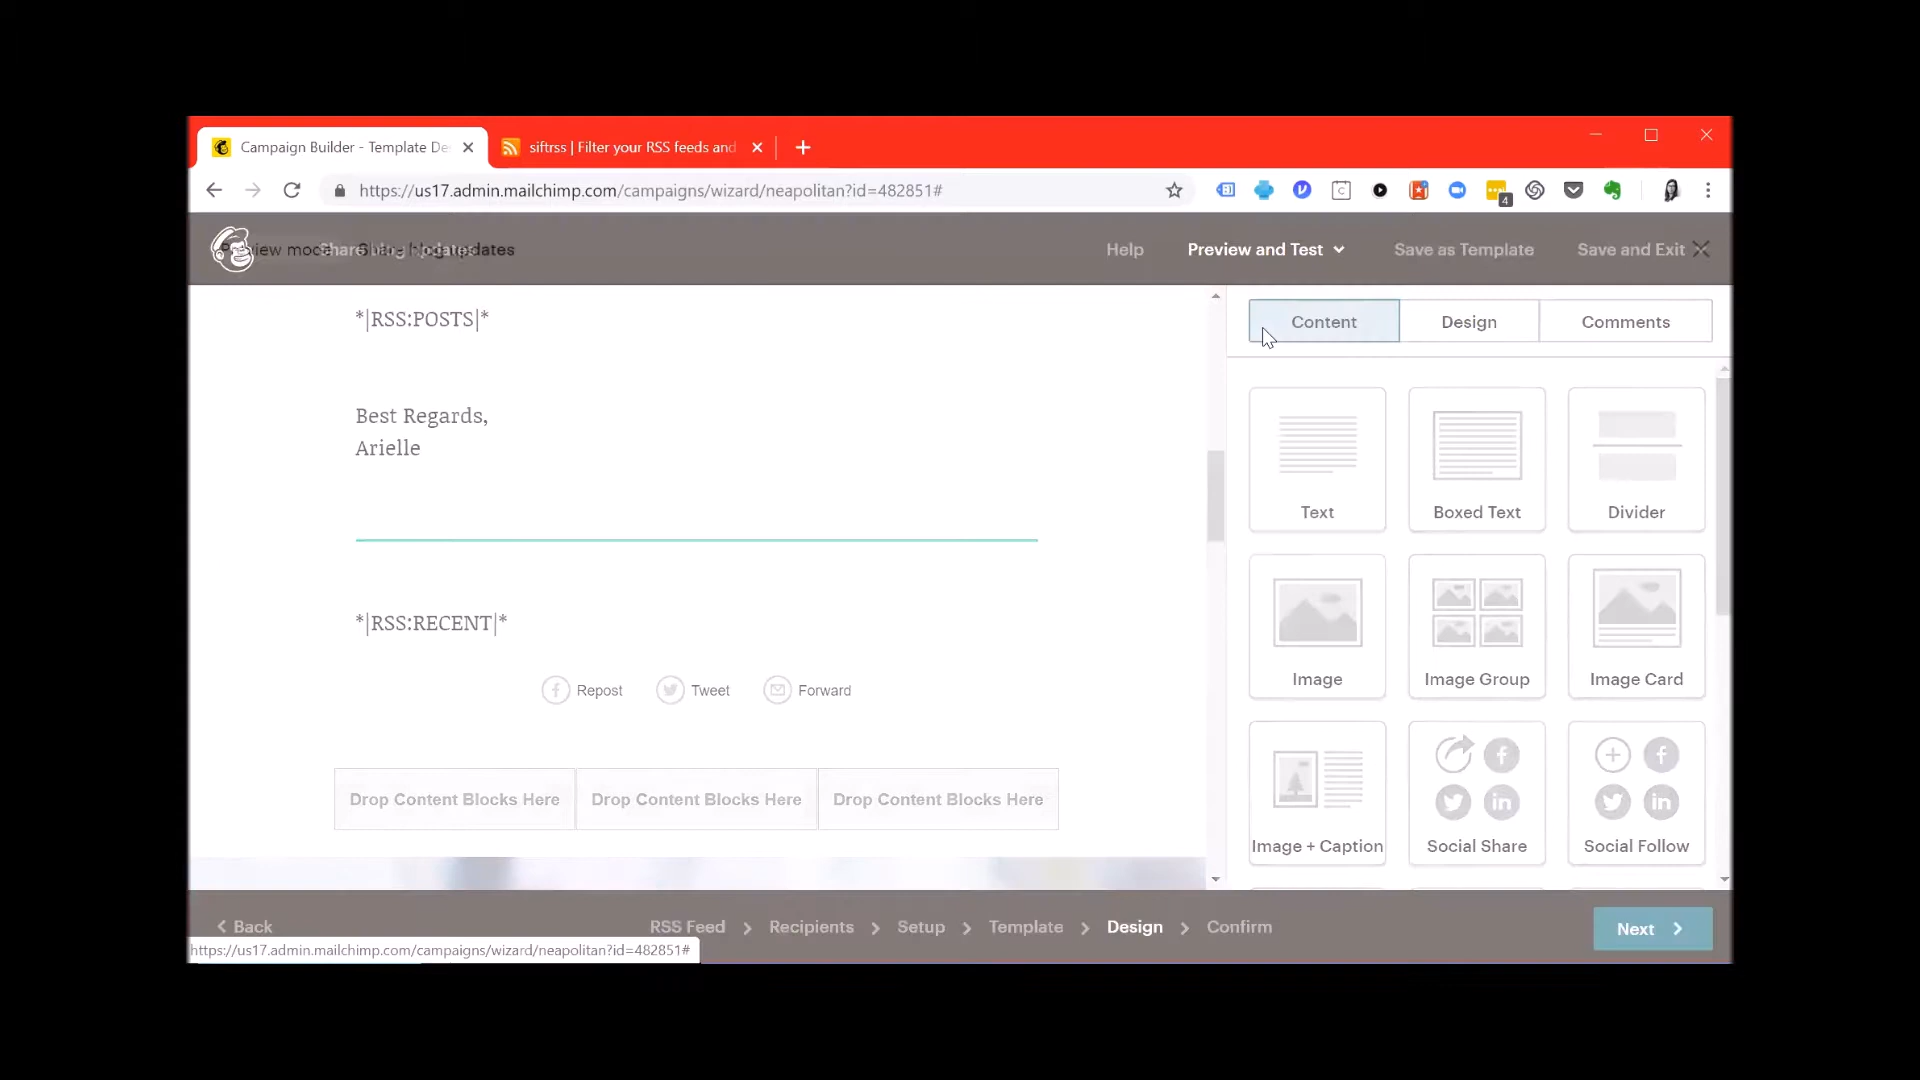 Campaign Builder - Template De
siftrss | Filter your RSS feeds and
https://us17.admin.mailchimp.com/campaigns/wizard/neapolitan?id=482851#
4
Share blog updates
Help
Preview and Test
Save as Template
Save and Exit
*|RSS:POSTS|*
Best Regards,
Arielle
*|RSS:RECENT|*
Repost
Tweet
Forward
Drop Content Blocks Here
Drop Content Blocks Here
Drop Content Blocks Here
Content
Design
Comments
Text
Boxed Text
Divider
Image
Image Group
Image Card
Image + Caption
Social Share
Social Follow
Back
RSS Feed
Recipients
Setup
Template
Design
Confirm
Next
https://us17.admin.mailchimp.com/campaigns/wizard/neapolitan?id=482851#